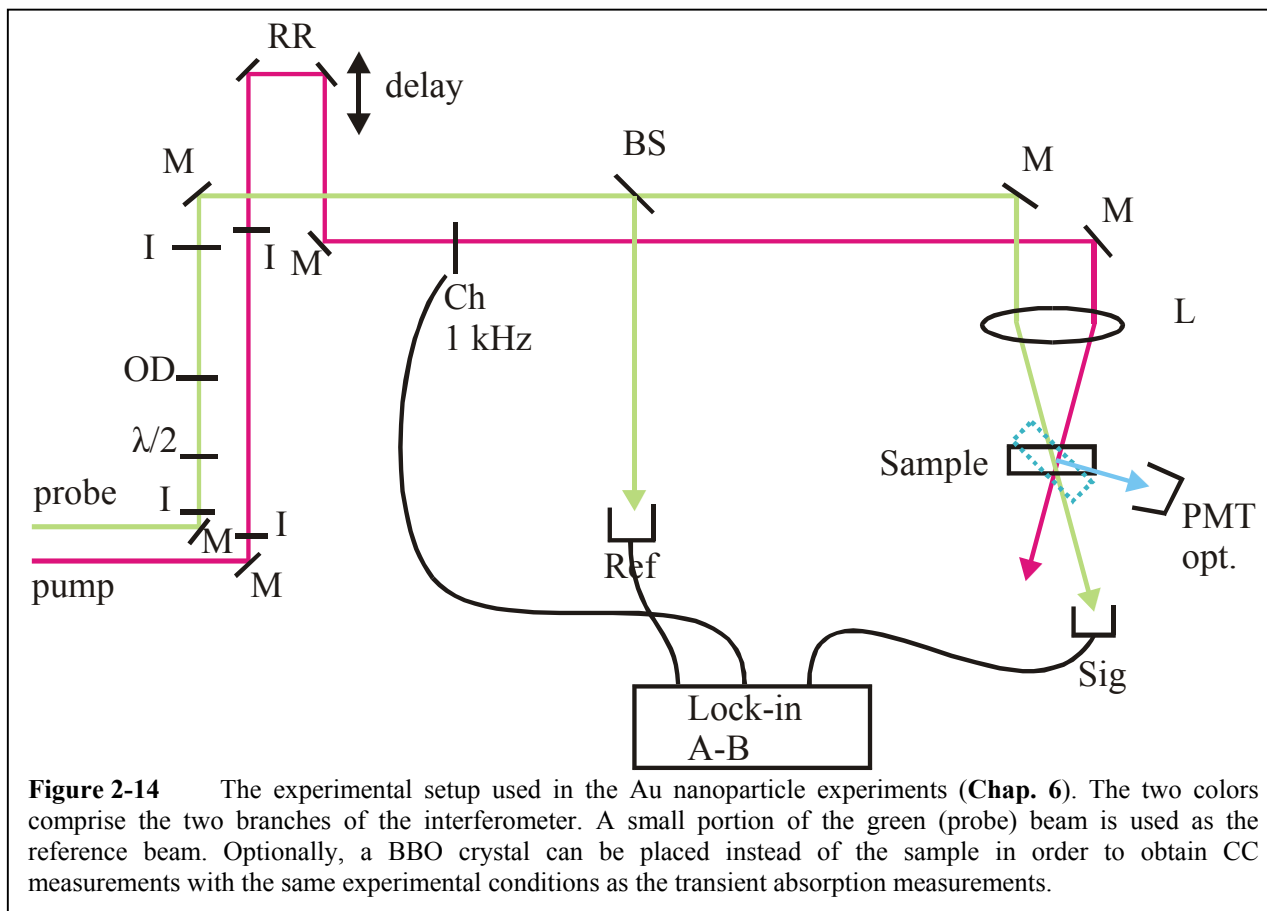 RR
delay
M
BS
M
M
I
I
M
Ch
1 kHz
L
OD
λ/2
Sample
probe
I
M
I
PMT
opt.
pump
M
Ref
Sig
Lock-in
A-B
Figure 2-14 The experimental setup used in the Au nanoparticle experiments (Chap. 6). The two colors
comprise the two branches of the interferometer. A small portion of the green (probe) beam is used as the
reference beam. Optionally, a BBO crystal can be placed instead of the sample in order to obtain CC
measurements with the same experimental conditions as the transient absorption measurements.